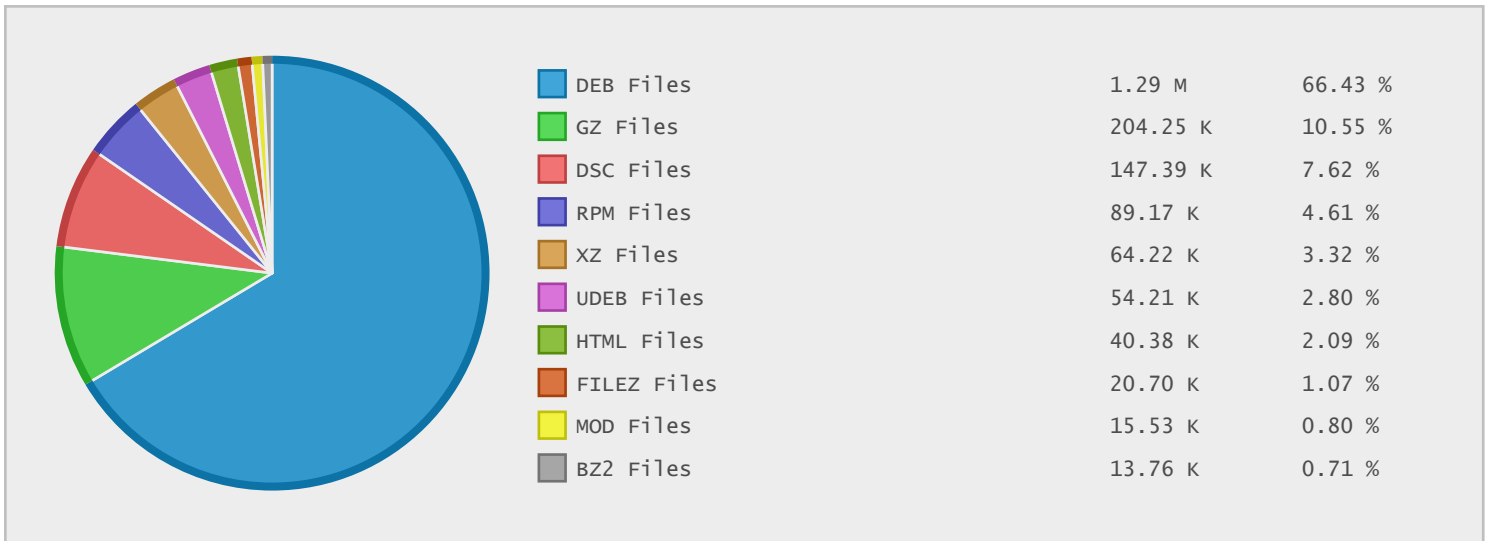 DEB Files 1.29 M 66.43 %
GZ Files 204.25 K 10.55 %
DSC Files 147.39 K 7.62 %
RPM Files 89.17 K 4.61 %
XZ Files 64.22 K 3.32 %
UDEB Files 54.21 K 2.80 %
HTML Files 40.38 K 2.09 %
FILEZ Files 20.70 K 1.07 %
MOD Files 15.53 K 0.80 %
BZ2 Files 13.76 K 0.71 %